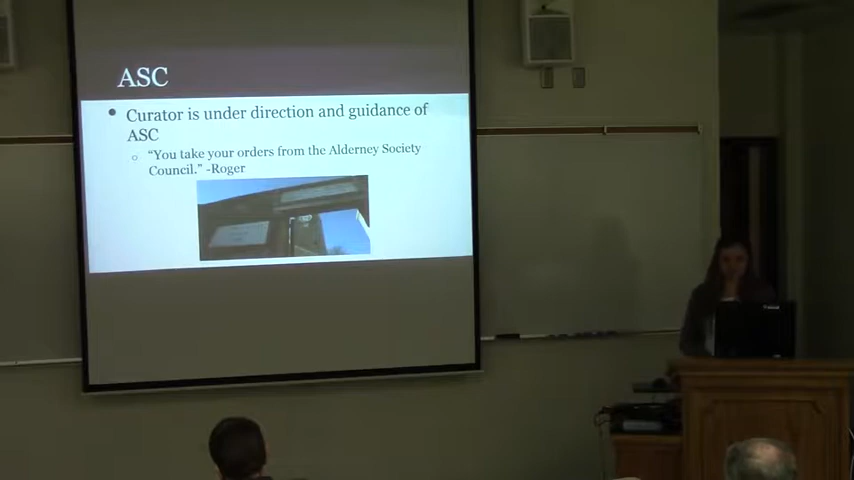 ASC
• Curator is under direction and guidance of
ASC
○ “You take your orders from the Alderney Society
Council.” -Roger